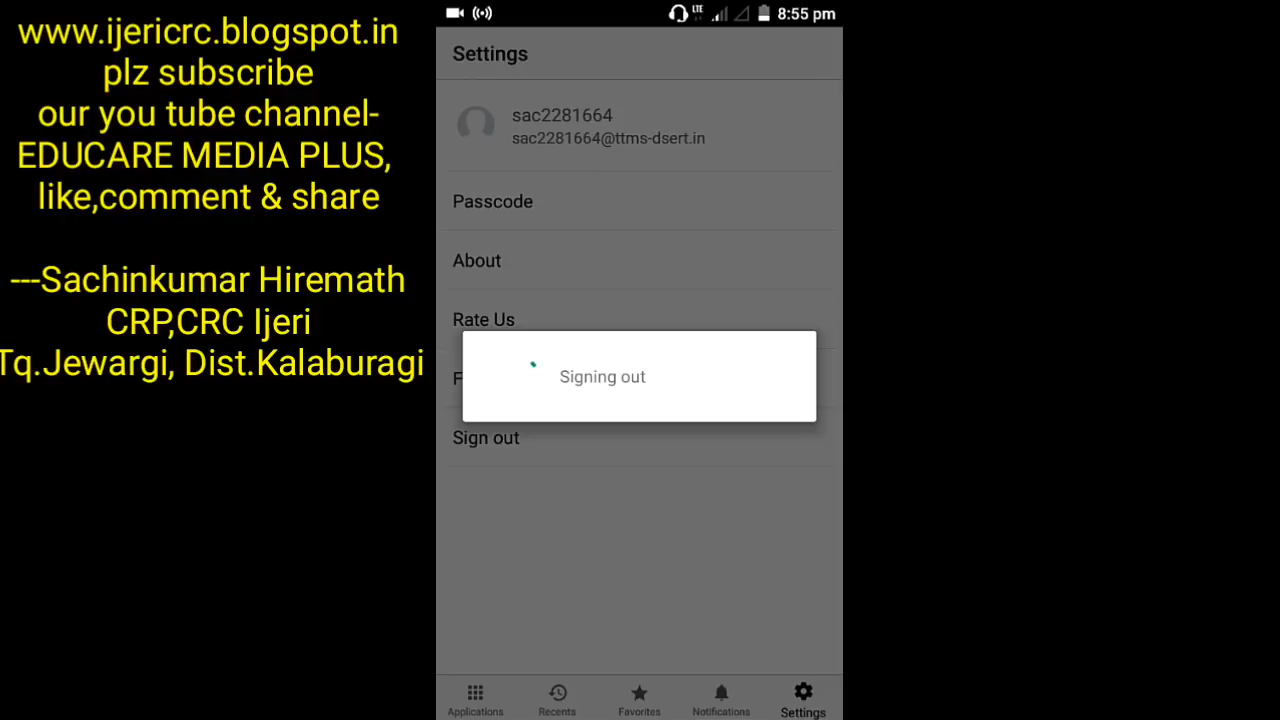 www.ijericrc.blogspot.in
plz subscribe
our you tube channel-
EDUCARE MEDIA PLUS,
like,comment & share
---Sachinkumar Hiremath
CRP,CRC Ijeri
Tq.Jewargi, Dist.Kalaburagi
LTE 8:55 pm
Settings
sac2281664
sac2281664@ttms-dsert.in
Passcode
About
Rate Us
F
Signing out
Sign out
Applications Recents Favorites Notifications Settings